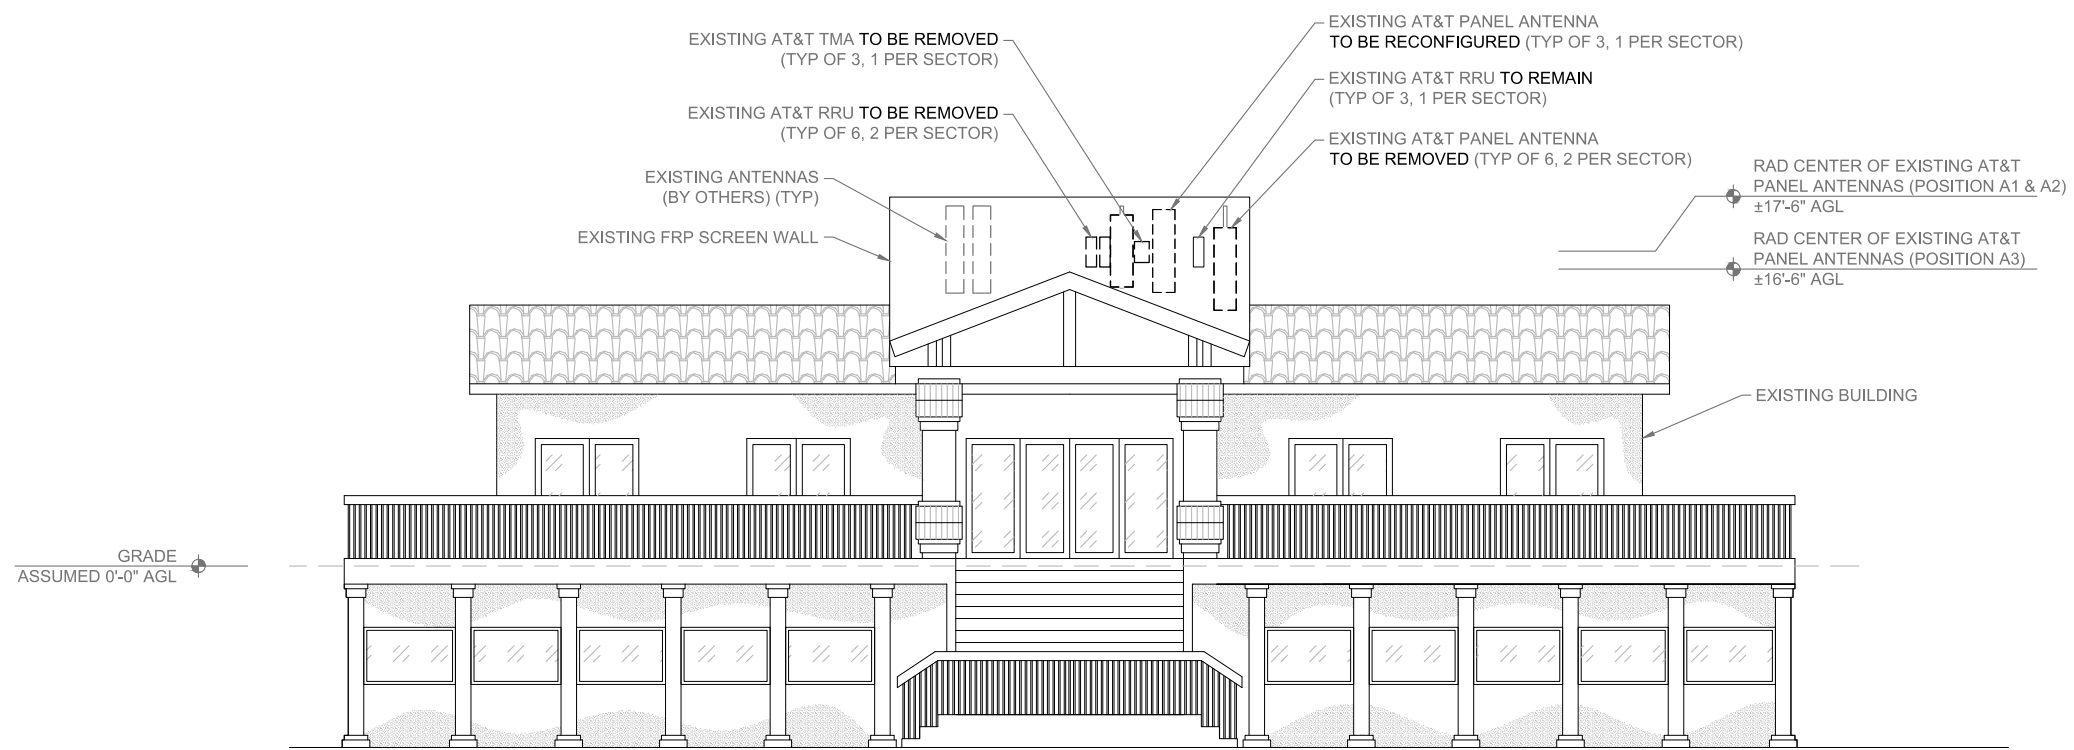 EXISTING AT&T TMA TO BE REMOVED
(TYP OF 3, 1 PER SECTOR)
EXISTING AT&T RRU TO BE REMOVED
(TYP OF 6, 2 PER SECTOR)
EXISTING ANTENNAS
(BY OTHERS) (TYP)
EXISTING FRP SCREEN WALL
EXISTING AT&T PANEL ANTENNA
TO BE RECONFIGURED (TYP OF 3, 1 PER SECTOR)
EXISTING AT&T RRU TO REMAIN
(TYP OF 3, 1 PER SECTOR)
EXISTING AT&T PANEL ANTENNA
TO BE REMOVED (TYP OF 6, 2 PER SECTOR)
RAD CENTER OF EXISTING AT&T
PANEL ANTENNAS (POSITION A1 & A2)
±17'-6" AGL
RAD CENTER OF EXISTING AT&T
PANEL ANTENNAS (POSITION A3)
±16'-6" AGL
EXISTING BUILDING
GRADE
ASSUMED 0'-0" AGL